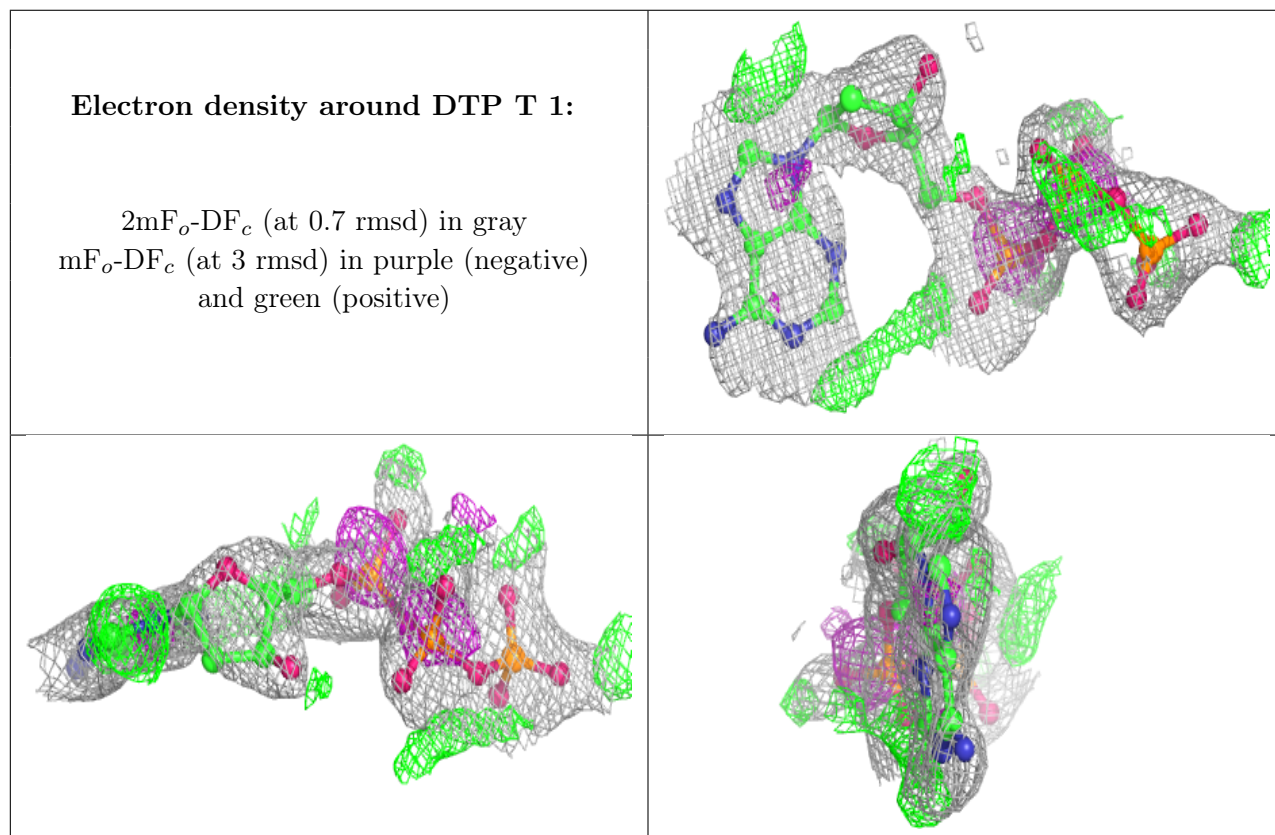 Electron density around DTP T 1:
2mFₒ-DF𝒸 (at 0.7 rmsd) in gray
mFₒ-DF𝒸 (at 3 rmsd) in purple (negative)
and green (positive)